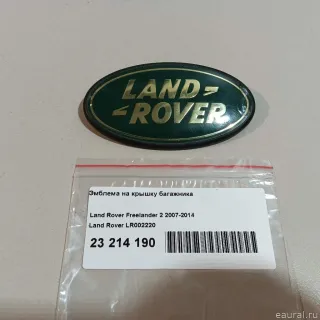 LAND
ROVER
Эмблема на крышку багажника
Land Rover Freelander 2 2007-2014
Land Rover LR002220
23 214 190
eaural.ru